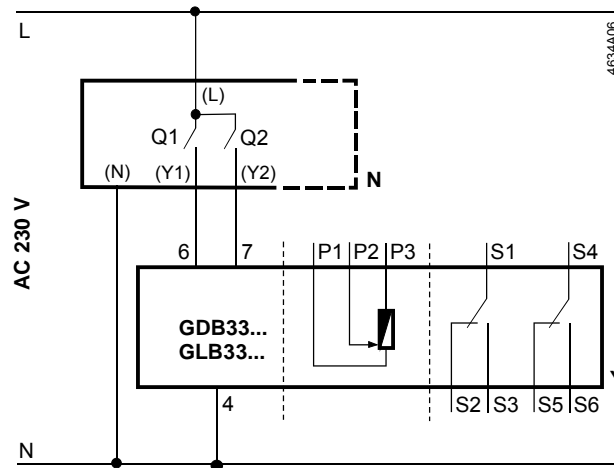 L
4634A06
(L)
Q1 Q2
(N) (Y1) (Y2)
N
AC 230 V
6 7 P1 P2 P3 S1 S4
GDB33...
GLB33...
4 S2 S3 S5 S6
N